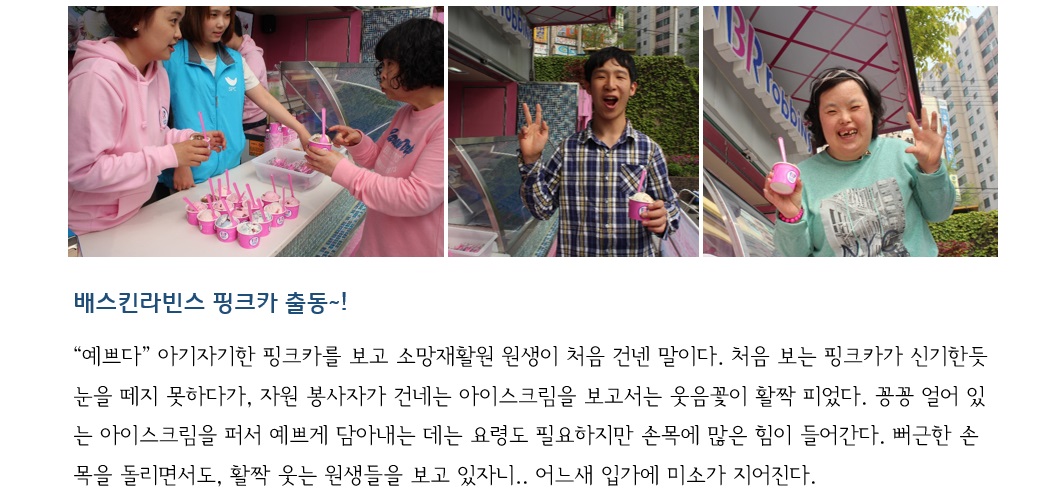 BR robbins
NYC
배스킨라빈스 핑크카 출동~!
“예쁘다” 아기자기한 핑크카를 보고 소망재활원 원생이 처음 건넨 말이다. 처음 보는 핑크카가 신기한듯
눈을 떼지 못하다가, 자원 봉사자가 건네는 아이스크림을 보고서는 웃음꽃이 활짝 피었다. 꽁꽁 얼어 있
는 아이스크림을 퍼서 예쁘게 담아내는 데는 요령도 필요하지만 손목에 많은 힘이 들어간다. 뻐근한 손
목을 돌리면서도, 활짝 웃는 원생들을 보고 있자니.. 어느새 입가에 미소가 지어진다.